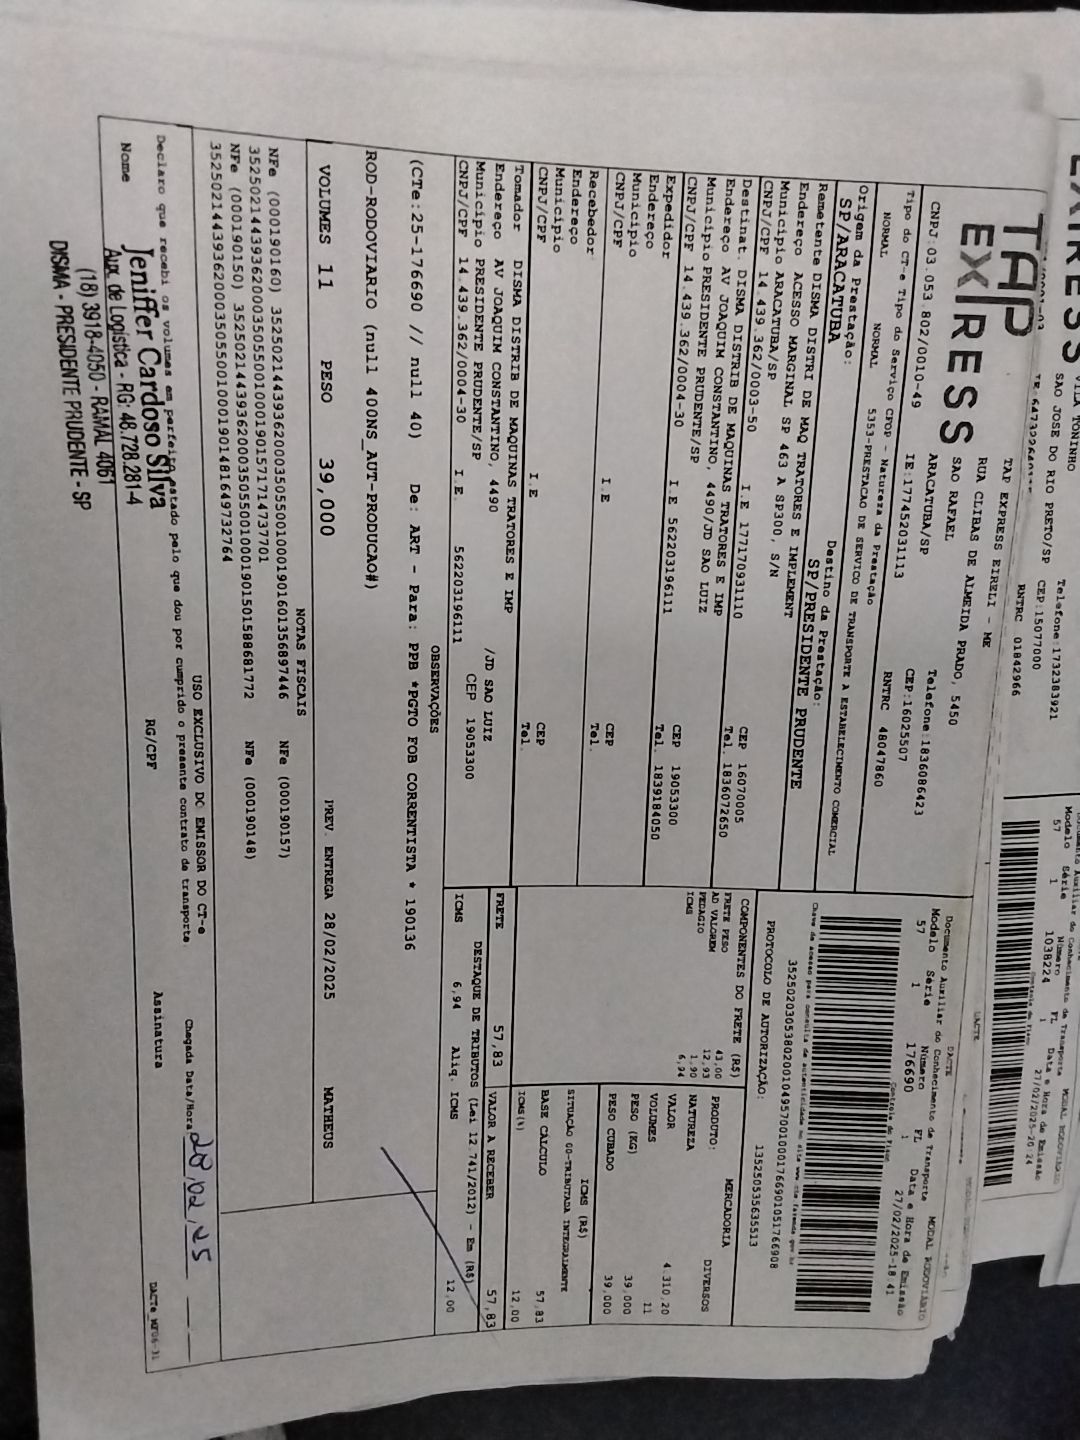 EXPRESS
VILA TONINHO
SAO JOSE DO RIO PRETO/SP
Telefone:1732383921
CEP:15077000
RNTRC 01842966
Modelo Série Número FL Data e Hora de Emissão
57 1 1038224 1 27/02/2025-20:24
TAP
EXPRESS
TAP EXPRESS EIRELI - ME
RUA CLIBAS DE ALMEIDA PRADO, 5450
SAO RAFAEL
ARACATUBA/SP
Telefone:1836086423
CEP:16025507
CNPJ:03.053.802/0010-49
IE:177452031113
RNTRC 48047860
DACTE
Documento Auxiliar do Conhecimento de Transporte
MODAL RODOVIÁRIO
Modelo Série Número FL Data e Hora de Emissão
57 1 176690 1 27/02/2025-18:41
Controle do Fisco
Tipo do CT-e Tipo do Serviço CFOP - Natureza da Prestação
NORMAL NORMAL 5353-PRESTACAO DE SERVICO DE TRANSPORTE A ESTABELECIMENTO COMERCIAL
Origem da Prestação: Destino da Prestação:
SP/ARACATUBA SP/PRESIDENTE PRUDENTE
Remetente DISMA DISTRI DE MAQ TRATORES E IMPLEMENT
Endereço ACESSO MARGINAL SP 463 A SP300, S/N
Município ARACATUBA/SP CEP 16070005
CNPJ/CPF 14.439.362/0003-50 I.E 177170931110 Tel. 1836072650
Destinat. DISMA DISTRIB DE MAQUINAS TRATORES E IMP
Endereço AV JOAQUIM CONSTANTINO, 4490/JD SAO LUIZ
Município PRESIDENTE PRUDENTE/SP CEP 19053300
CNPJ/CPF 14.439.362/0004-30 I.E 562203196111 Tel. 1839184050
Expedidor
Endereço
Município CEP
CNPJ/CPF I.E Tel.
Recebedor
Endereço
Município CEP
CNPJ/CPF I.E Tel.
Tomador DISMA DISTRIB DE MAQUINAS TRATORES E IMP
Endereço AV JOAQUIM CONSTANTINO, 4490 /JD SAO LUIZ
Município PRESIDENTE PRUDENTE/SP CEP 19053300
CNPJ/CPF 14.439.362/0004-30 I.E. 562203196111
Chave de acesso para consulta de autenticidade no site
PROTOCOLO DE AUTORIZAÇÃO: 135250535635513
COMPONENTES DO FRETE (R$)
FRETE PESO 43,00
AD VALOREM 12,93
PEDAGIO 1,90
ICMS 6,94
PRODUTO: MERCADORIA
NATUREZA DIVERSOS
VALOR 4.310,20
VOLUMES 11
PESO (KG) 39,000
PESO CUBADO 39,000
ICMS (R$)
SITUAÇÃO 00-TRIBUTADA INTEGRALMENTE
BASE CALCULO 57,83
ICMS(%) 12,00
FRETE 57,83 VALOR A RECEBER 57,83
DESTAQUE DE TRIBUTOS (Lei 12.741/2012) - Em (R$)
ICMS 6,94 Aliq. ICMS 12,00
OBSERVAÇÕES
(CTe:25-176690 // null 40) De: ART - Para: PPB *PGTO FOB CORRENTISTA * 190136
ROD-RODOVIARIO (null 400NS_AUT-PRODUCAO#)
VOLUMES 11 PESO 39,000 PREV. ENTREGA 28/02/2025 MATHEUS
NOTAS FISCAIS
NFe (000190160) NFe (000190157)
NFe (000190150) NFe (000190148)
USO EXCLUSIVO DO EMISSOR DO CT-e
Declaro que recebi os volumes em perfeito estado pelo que dou por cumprido o presente contrato de transporte.
Chegada Data/Hora 28,02,25
Nome RG/CPF Assinatura
Jeniffer Cardoso Silva
Aux. de Logística - RG: 48.728.281-4
(18) 3918-4050 - RAMAL 4061
DISMA - PRESIDENTE PRUDENTE - SP